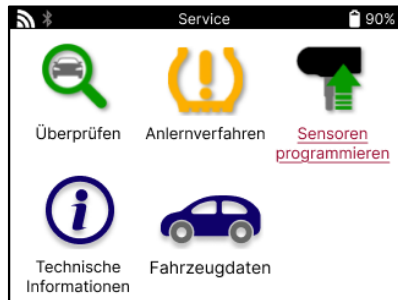 Service
90%
Überprüfen
Anlernverfahren
Sensoren
programmieren
Technische
Informationen
Fahrzeugdaten